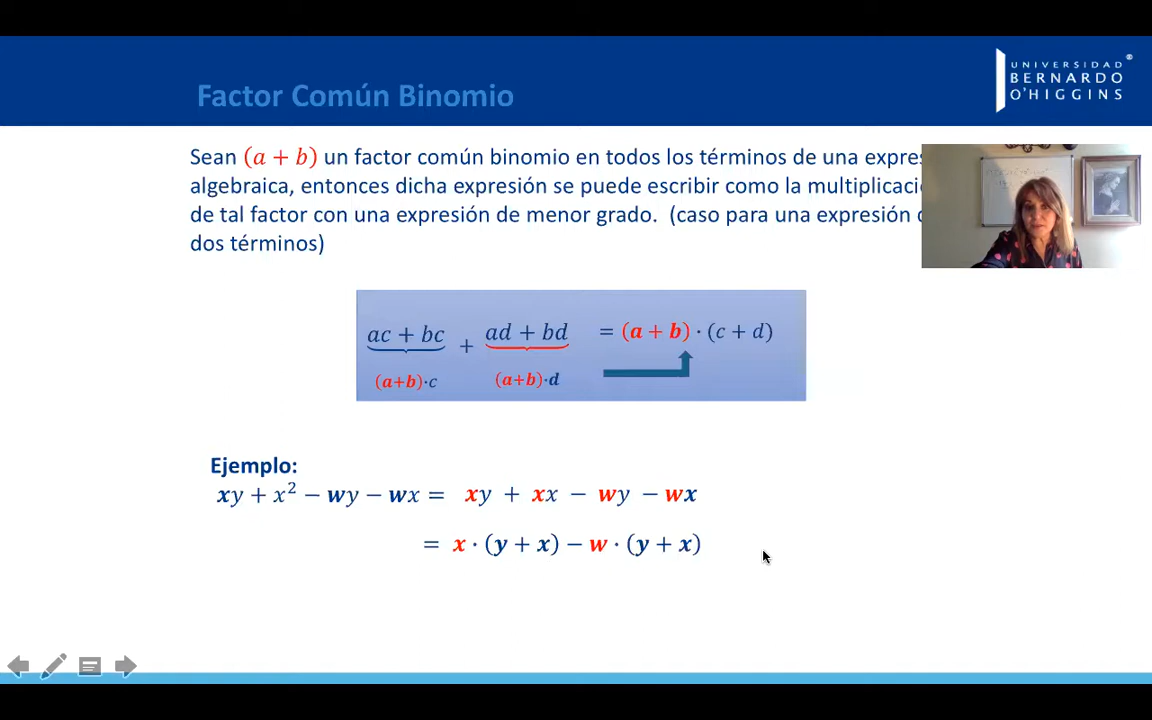 Factor Común Binomio
UNIVERSIDAD
BERNARDO
O'HIGGINS
Sean (a + b) un factor común binomio en todos los términos de una
algebraica, entonces dicha expresión se puede escribir como la
de tal factor con una expresión de menor grado. (caso para una expresión
dos términos)
ac + bc + ad + bd = (a + b) · (c + d)
(a+b)·c (a+b)·d
Ejemplo:
xy + x² − wy − wx = xy + xx − wy − wx
= x · (y + x) − w · (y + x)